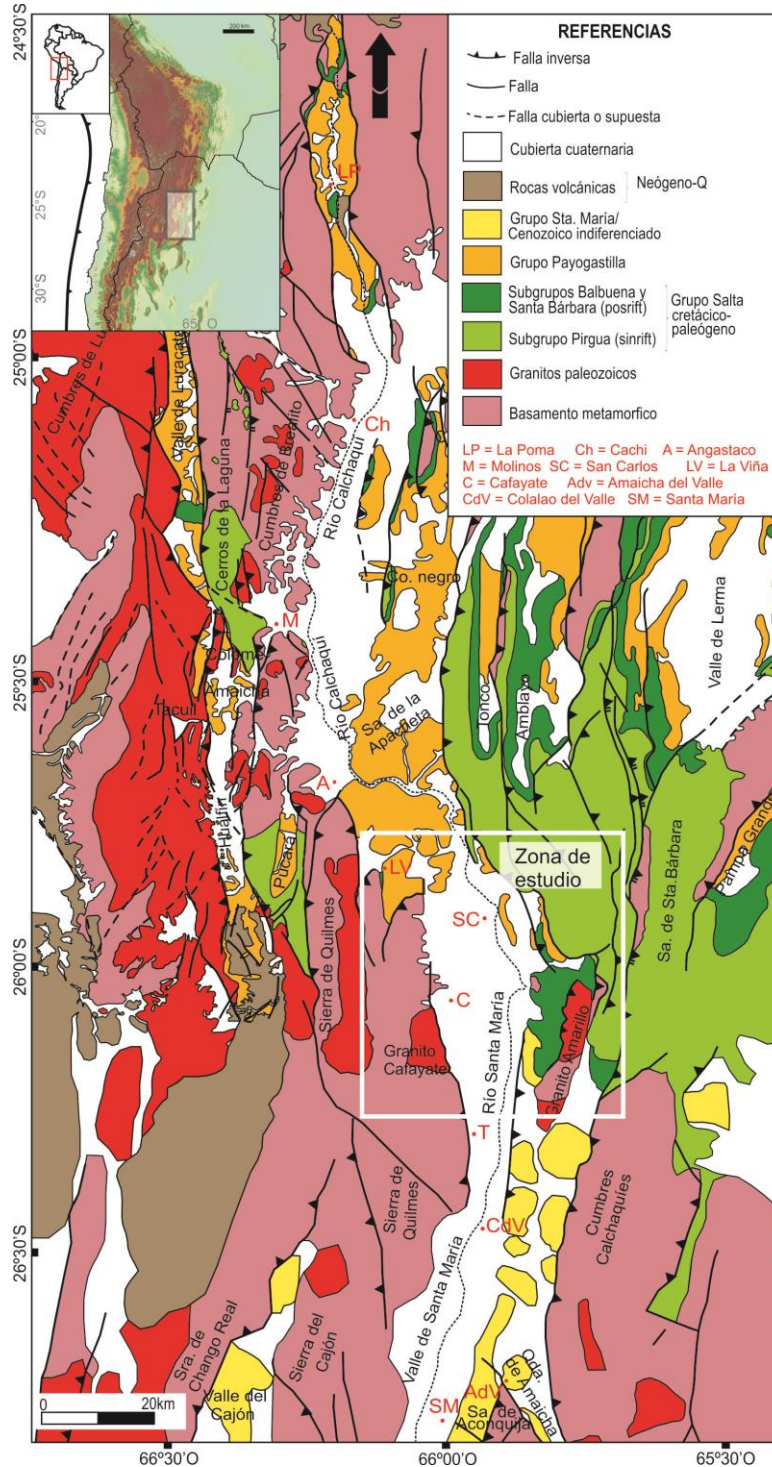 24°30'S
200 km
20°
25°S
30°S
65°O
REFERENCIAS
Falla inversa
Falla
Falla cubierta o supuesta
Cubierta cuaternaria
Rocas volcánicas
Neógeno-Q
Grupo Sta. María/
Cenozoico indiferenciado
Grupo Payogastilla
Subgrupos Balbuena y
Santa Bárbara (posrift)
Subgrupo Pirgua (sinrift)
Grupo Salta
cretácico-
paleógeno
Granitos paleozoicos
Basamento metamorfico
LP = La Poma Ch = Cachi A = Angastaco
M = Molinos SC = San Carlos LV = La Viña
C = Cafayate Adv = Amaicha del Valle
CdV = Colalao del Valle SM = Santa María
LP
25°00'S
Cumbres de
Valle de Luracatao
Cerros de la Laguna
Cumbres de Brealito
Ch
Río Calchaquí
Co. negro
M
Colomé
Amaicha
Tacuil
25°30'S
Río Calchaquí
Sa. de la
Apacheta
Tonco
Amblayo
Valle de Lerma
A
Hualfín
Pucará
LV
Zona de
estudio
Sa. de Sta. Bárbara
Pampa Grande
SC
26°00'S
Sierra de Quilmes
C
Granito
Cafayate
Río Santa María
Granito Amarillo
T
Sierra de
Quilmes
CdV
Cumbres
Calchaquíes
26°30'S
Valle de Santa María
Sra. de
Chango Real
Sierra del
Cajón
Valle del
Cajón
AdV
Qda.
de Amaicha
SM
Sa. de
Aconquija
0 20km
66°30'O 66°00'O 65°30'O